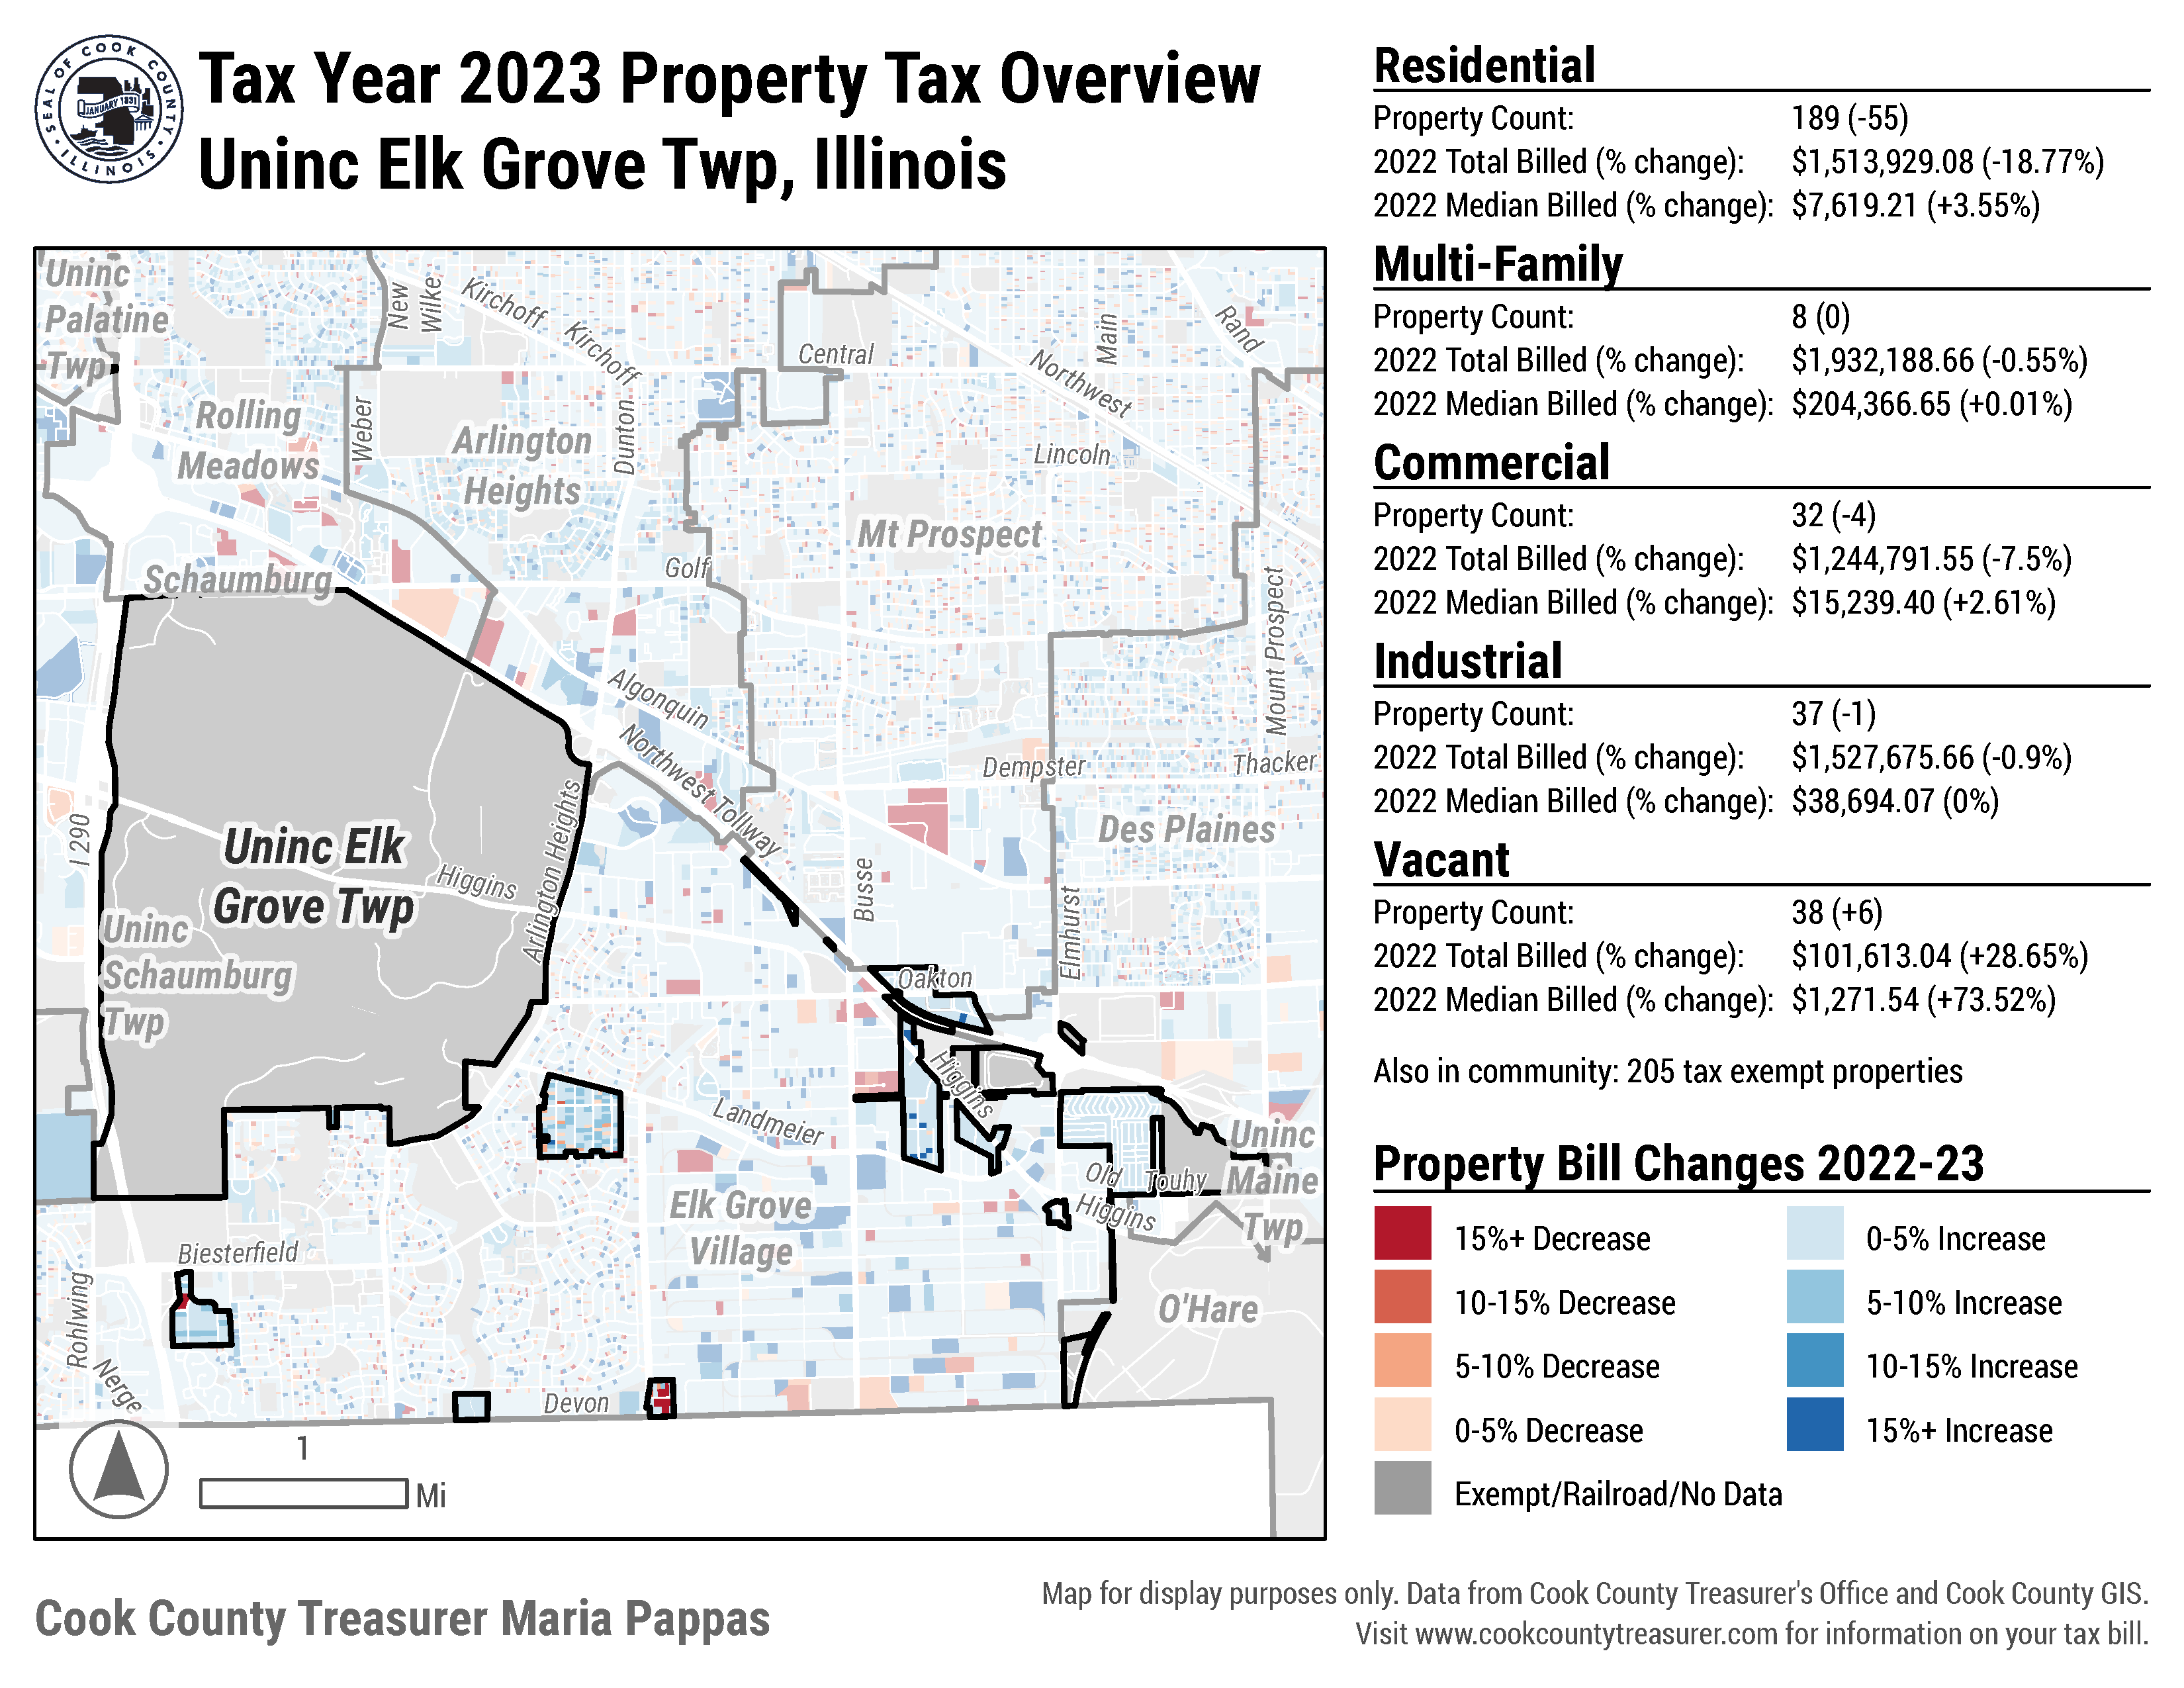 SEAL OF COOK COUNTY
JANUARY 1831
ILLINOIS
Tax Year 2023 Property Tax Overview
Uninc Elk Grove Twp, Illinois
Uninc
Palatine
Twp
New
Wilke
Kirchoff
Kirchoff
Central
Main
Rand
Northwest
Rolling
Meadows
Weber
Arlington
Heights
Dunton
Lincoln
Mt Prospect
Schaumburg
Golf
Mount Prospect
Algonquin
Northwest Tollway
Dempster
Thacker
I 290
Uninc Elk
Grove Twp
Higgins
Arlington Heights
Des Plaines
Busse
Elmhurst
Uninc
Schaumburg
Twp
Oakton
Higgins
Landmeier
Uninc
Maine
Twp
Old
Higgins
Touhy
Elk Grove
Village
Biesterfield
Rohlwing
Nerge
O'Hare
Devon
1
Mi
Residential
Property Count: 189 (-55)
2022 Total Billed (% change): $1,513,929.08 (-18.77%)
2022 Median Billed (% change): $7,619.21 (+3.55%)
Multi-Family
Property Count: 8 (0)
2022 Total Billed (% change): $1,932,188.66 (-0.55%)
2022 Median Billed (% change): $204,366.65 (+0.01%)
Commercial
Property Count: 32 (-4)
2022 Total Billed (% change): $1,244,791.55 (-7.5%)
2022 Median Billed (% change): $15,239.40 (+2.61%)
Industrial
Property Count: 37 (-1)
2022 Total Billed (% change): $1,527,675.66 (-0.9%)
2022 Median Billed (% change): $38,694.07 (0%)
Vacant
Property Count: 38 (+6)
2022 Total Billed (% change): $101,613.04 (+28.65%)
2022 Median Billed (% change): $1,271.54 (+73.52%)
Also in community: 205 tax exempt properties
Property Bill Changes 2022-23
15%+ Decrease
0-5% Increase
10-15% Decrease
5-10% Increase
5-10% Decrease
10-15% Increase
0-5% Decrease
15%+ Increase
Exempt/Railroad/No Data
Cook County Treasurer Maria Pappas
Map for display purposes only. Data from Cook County Treasurer's Office and Cook County GIS.
Visit www.cookcountytreasurer.com for information on your tax bill.